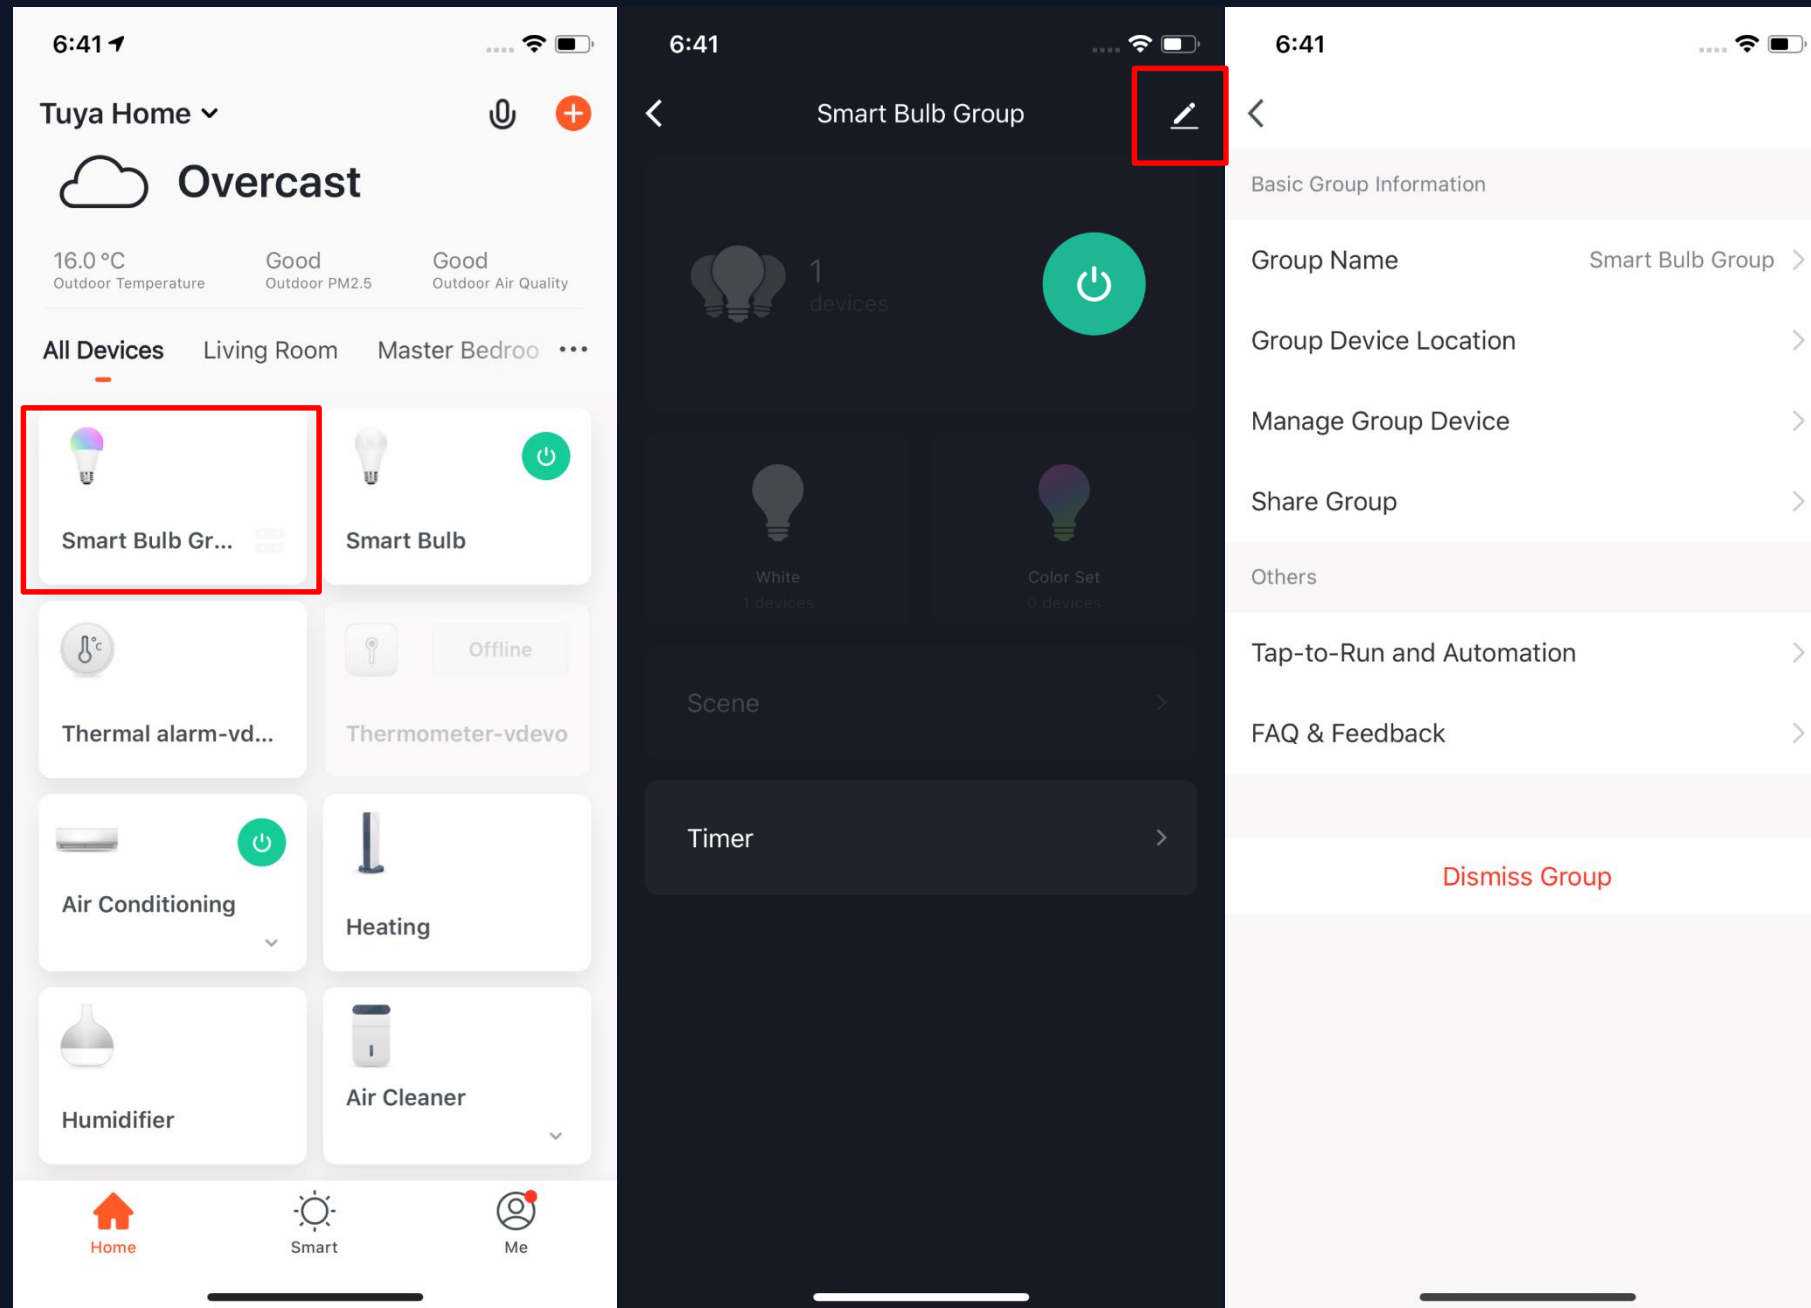 6:41
Tuya Home
Overcast
16.0 °C
Outdoor Temperature
Good
Outdoor PM2.5
Good
Outdoor Air Quality
All Devices
Living Room
Master Bedroo
Smart Bulb Gr...
Smart Bulb
°C
Offline
Thermal alarm-vd...
Thermometer-vdevo
Air Conditioning
Heating
Humidifier
Air Cleaner
Home
Smart
Me
6:41
Smart Bulb Group
1
devices
White
1 devices
Color Set
0 devices
Scene
Timer
6:41
Basic Group Information
Group Name
Smart Bulb Group
Group Device Location
Manage Group Device
Share Group
Others
Tap-to-Run and Automation
FAQ & Feedback
Dismiss Group